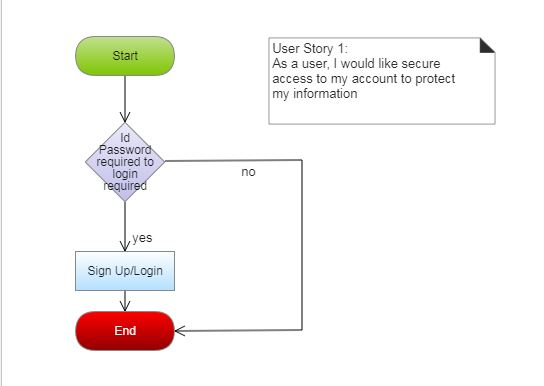 Start
User Story 1:
As a user, I would like secure
access to my account to protect
my information
Id
Password
required to
login
required
no
yes
Sign Up/Login
End